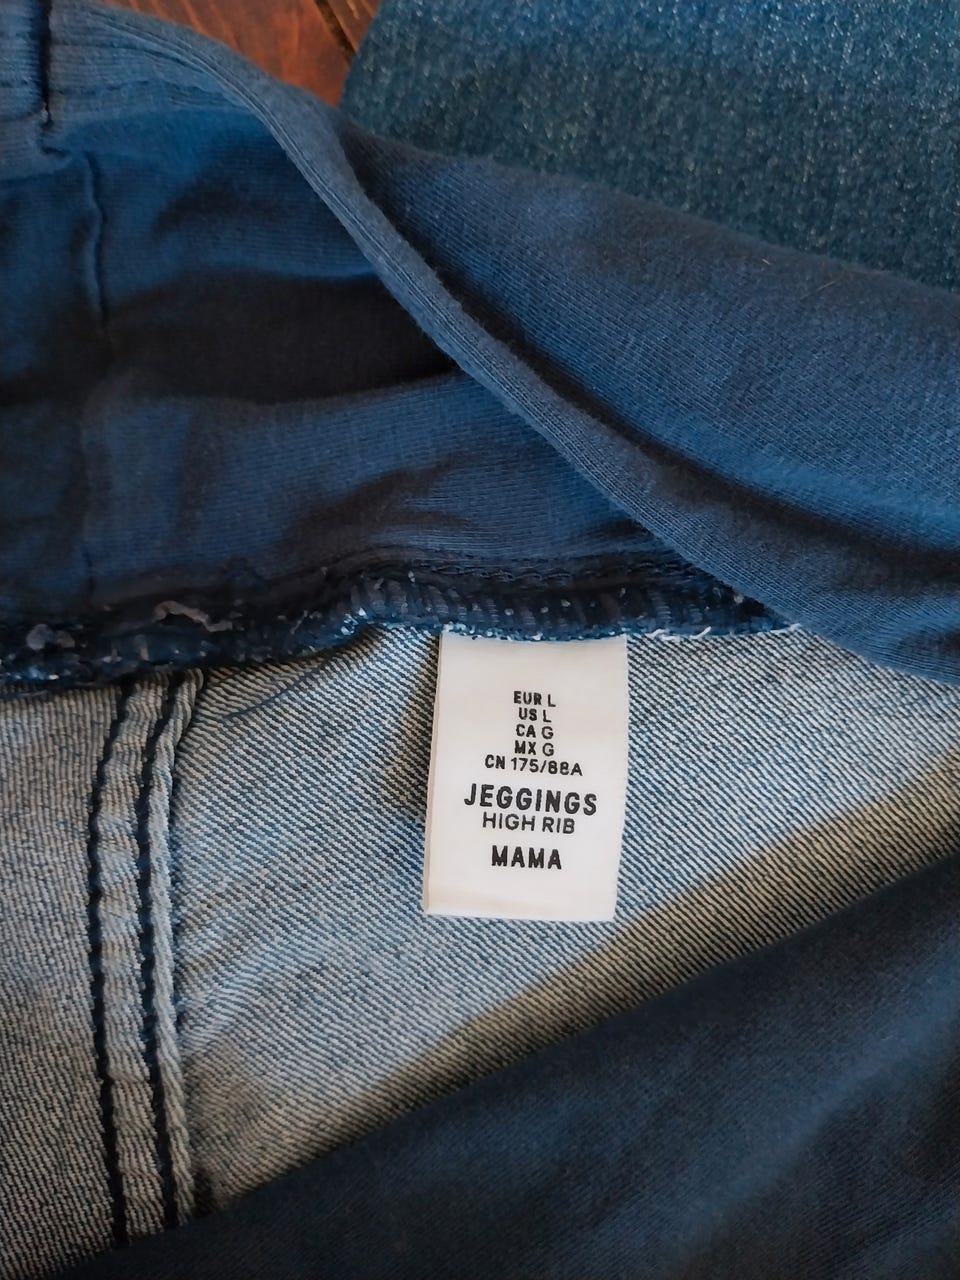 EUR L
US L
CA G
MX G
CN 175/88A
JEGGINGS
HIGH RIB
MAMA